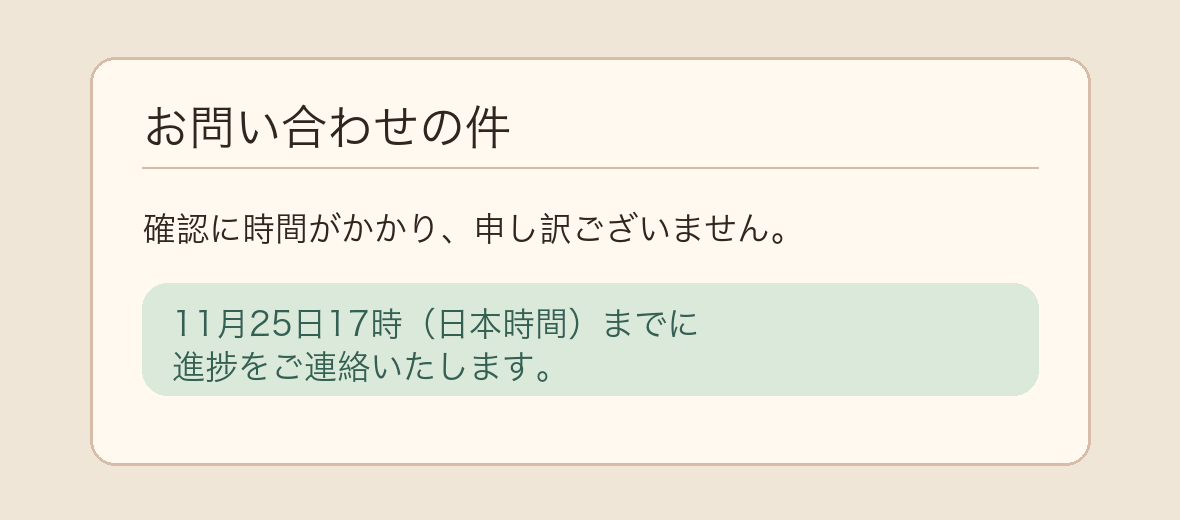 お問い合わせの件
確認に時間がかかり、申し訳ございません。
11月25日17時（日本時間）までに
進捗をご連絡いたします。